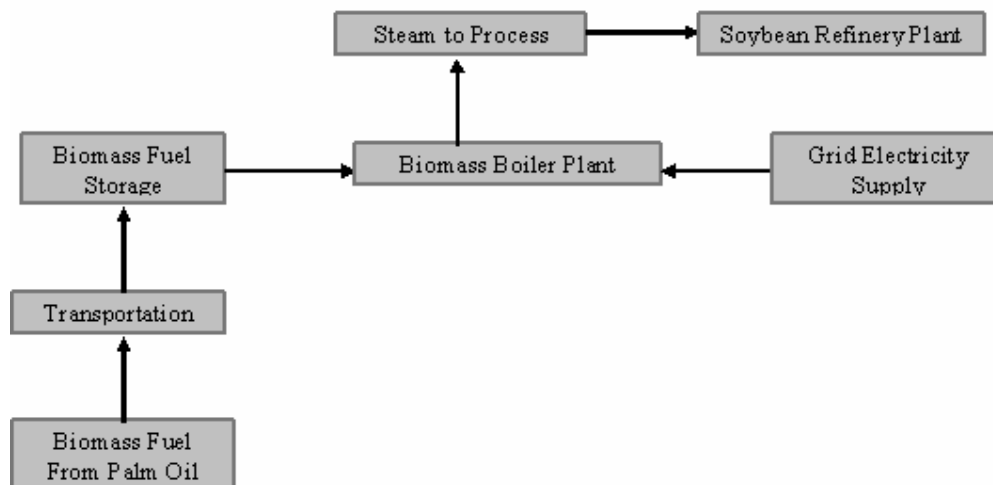 Steam to Process
Soybean Refinery Plant
Biomass Fuel
Storage
Biomass Boiler Plant
Grid Electricity
Supply
Transportation
Biomass Fuel
From Palm Oil